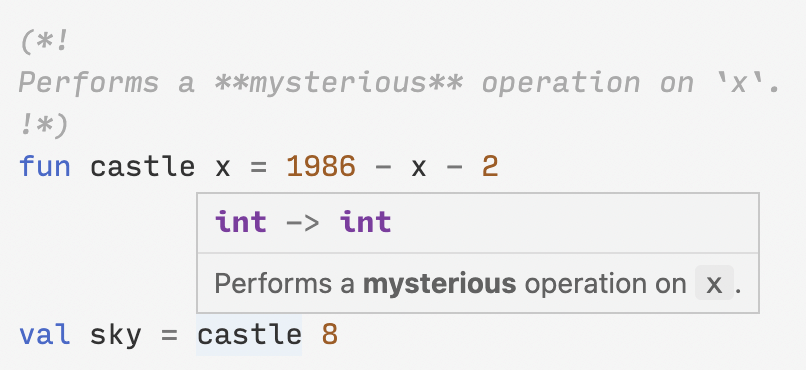 (*!
Performs a **mysterious** operation on `x`.
!*)
fun castle x = 1986 - x - 2
int -> int
Performs a mysterious operation on x.
val sky = castle 8